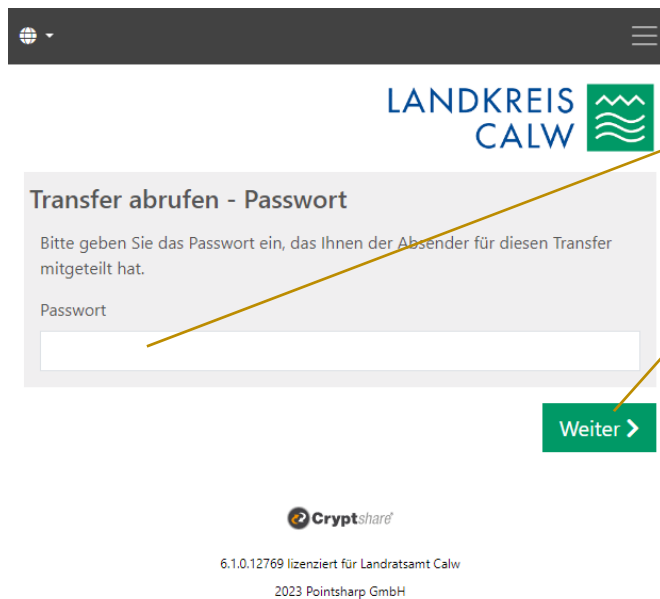 LANDKREIS
CALW
Transfer abrufen - Passwort
Bitte geben Sie das Passwort ein, das Ihnen der Absender für diesen Transfer
mitgeteilt hat.
Passwort
Weiter
Cryptshare®
6.1.0.12769 lizenziert für Landratsamt Calw
2023 Pointsharp GmbH